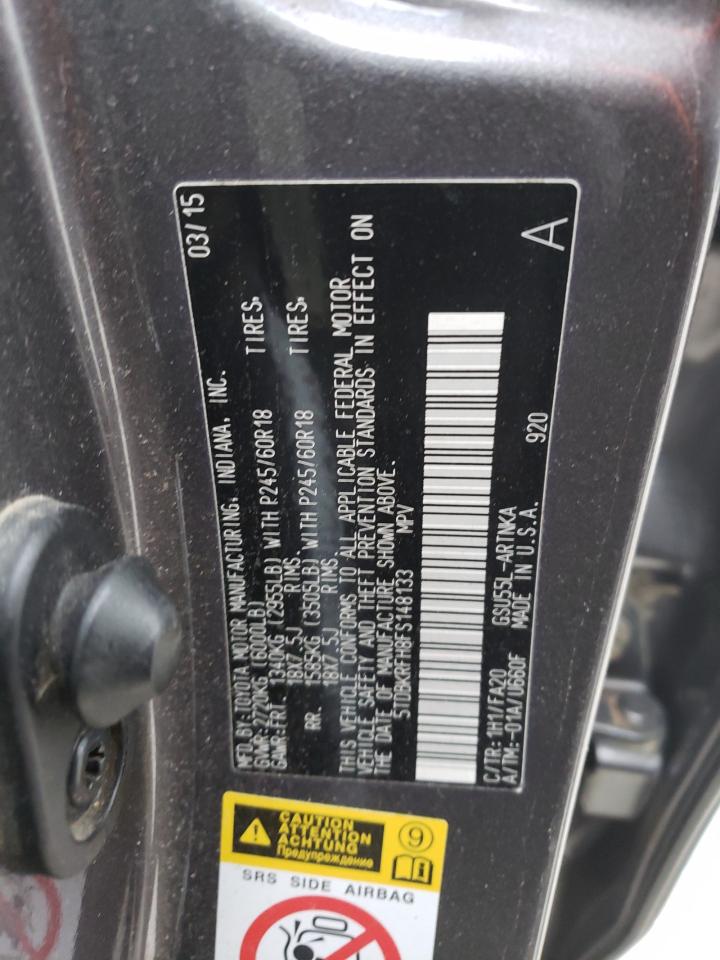 MFD.BY:TOYOTA MOTOR MANUFACTURING, INDIANA, INC. 03/15
GVWR:2720KG (6000LB)
GAWR:FRT. 1340KG (2955LB) WITH P245/60R18 TIRES.
18X7.5J RIMS.
RR. 1585KG (3505LB) WITH P245/60R18 TIRES.
18X7.5J RIMS.
THIS VEHICLE CONFORMS TO ALL APPLICABLE FEDERAL MOTOR
VEHICLE SAFETY AND THEFT PREVENTION STANDARDS IN EFFECT ON
THE DATE OF MANUFACTURE SHOWN ABOVE.
5TDBKRFH8FS148133 MPV
C/TR: 1H1/FA20 GSU55L-ARTNKA
A/TM:-01A/U660F MADE IN U.S.A. 920
A
CAUTION
ATTENTION
ACHTUNG
Предупреждение
9
SRS SIDE AIRBAG